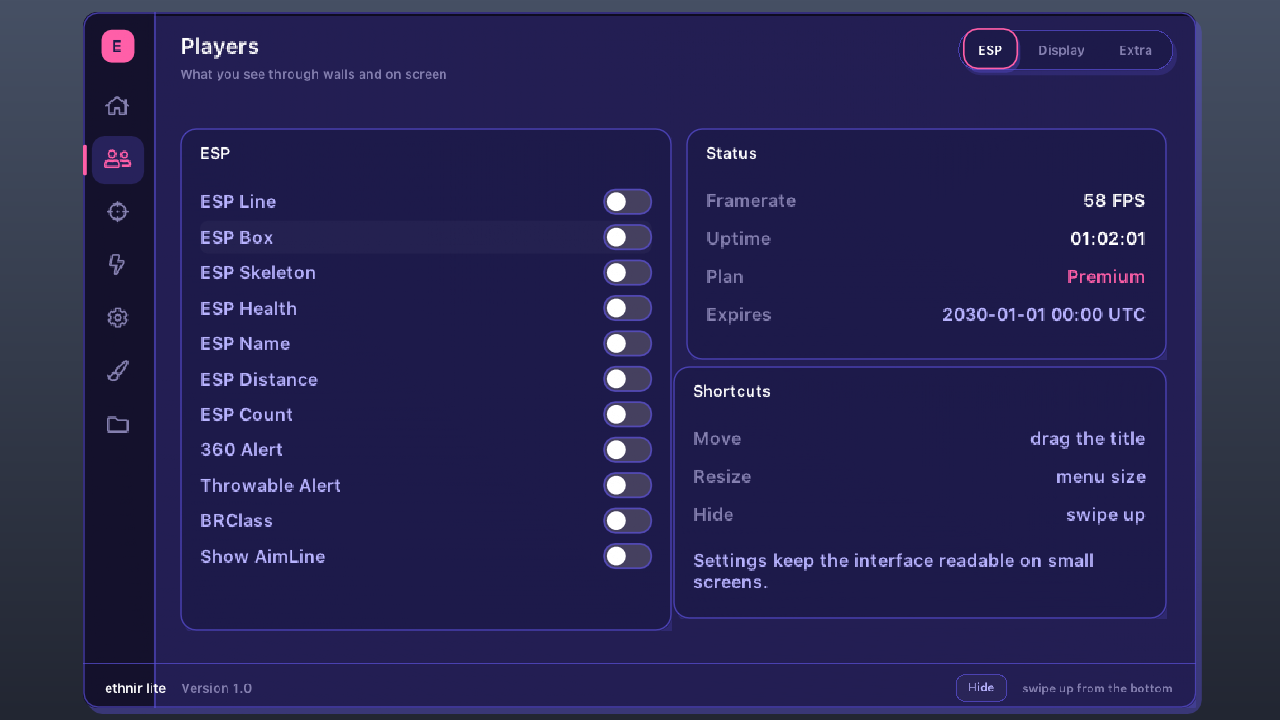 E
Players
What you see through walls and on screen
ESP
Display
Extra
ESP
ESP Line
ESP Box
ESP Skeleton
ESP Health
ESP Name
ESP Distance
ESP Count
360 Alert
Throwable Alert
BRClass
Show AimLine
Status
Framerate 58 FPS
Uptime 01:02:01
Plan Premium
Expires 2030-01-01 00:00 UTC
Shortcuts
Move drag the title
Resize menu size
Hide swipe up
Settings keep the interface readable on small
screens.
ethnir lite Version 1.0
Hide swipe up from the bottom